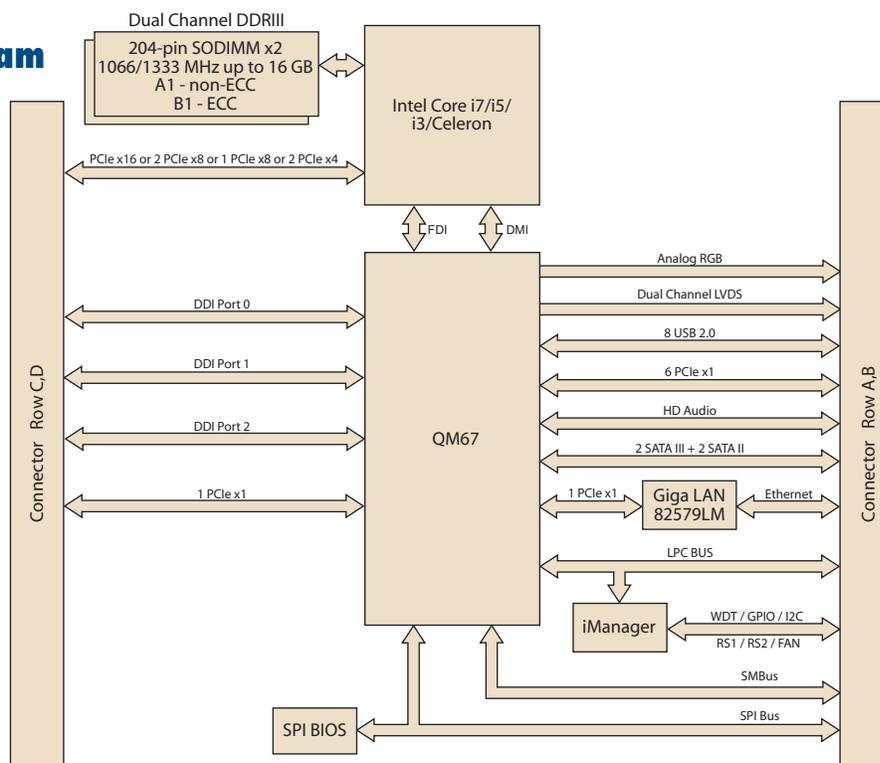 am
Dual Channel DDRIII
204-pin SODIMM x2
1066/1333 MHz up to 16 GB
A1 - non-ECC
B1 - ECC
Intel Core i7/i5/
i3/Celeron
PCIe x16 or 2 PCIe x8 or 1 PCIe x8 or 2 PCIe x4
FDI
DMI
Connector Row C,D
DDI Port 0
DDI Port 1
DDI Port 2
1 PCIe x1
QM67
Analog RGB
Dual Channel LVDS
8 USB 2.0
6 PCIe x1
HD Audio
2 SATA III + 2 SATA II
1 PCIe x1
Giga LAN
82579LM
Ethernet
LPC BUS
iManager
WDT / GPIO / I2C
RS1 / RS2 / FAN
SMBus
SPI Bus
SPI BIOS
Connector Row A,B